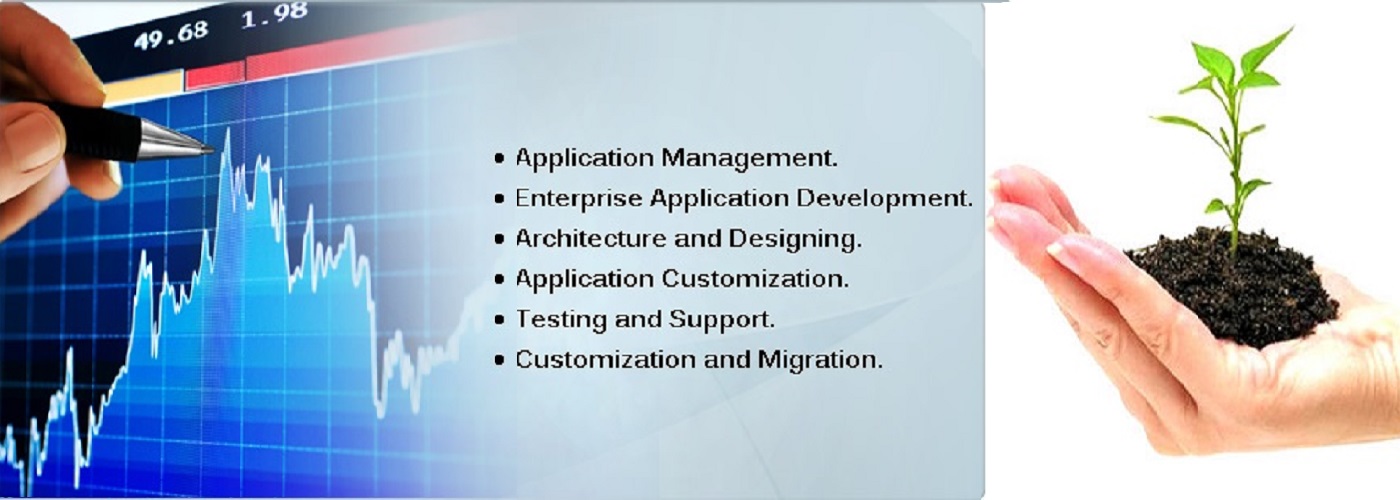 49.68 1.98
• Application Management.
• Enterprise Application Development.
• Architecture and Designing.
• Application Customization.
• Testing and Support.
• Customization and Migration.